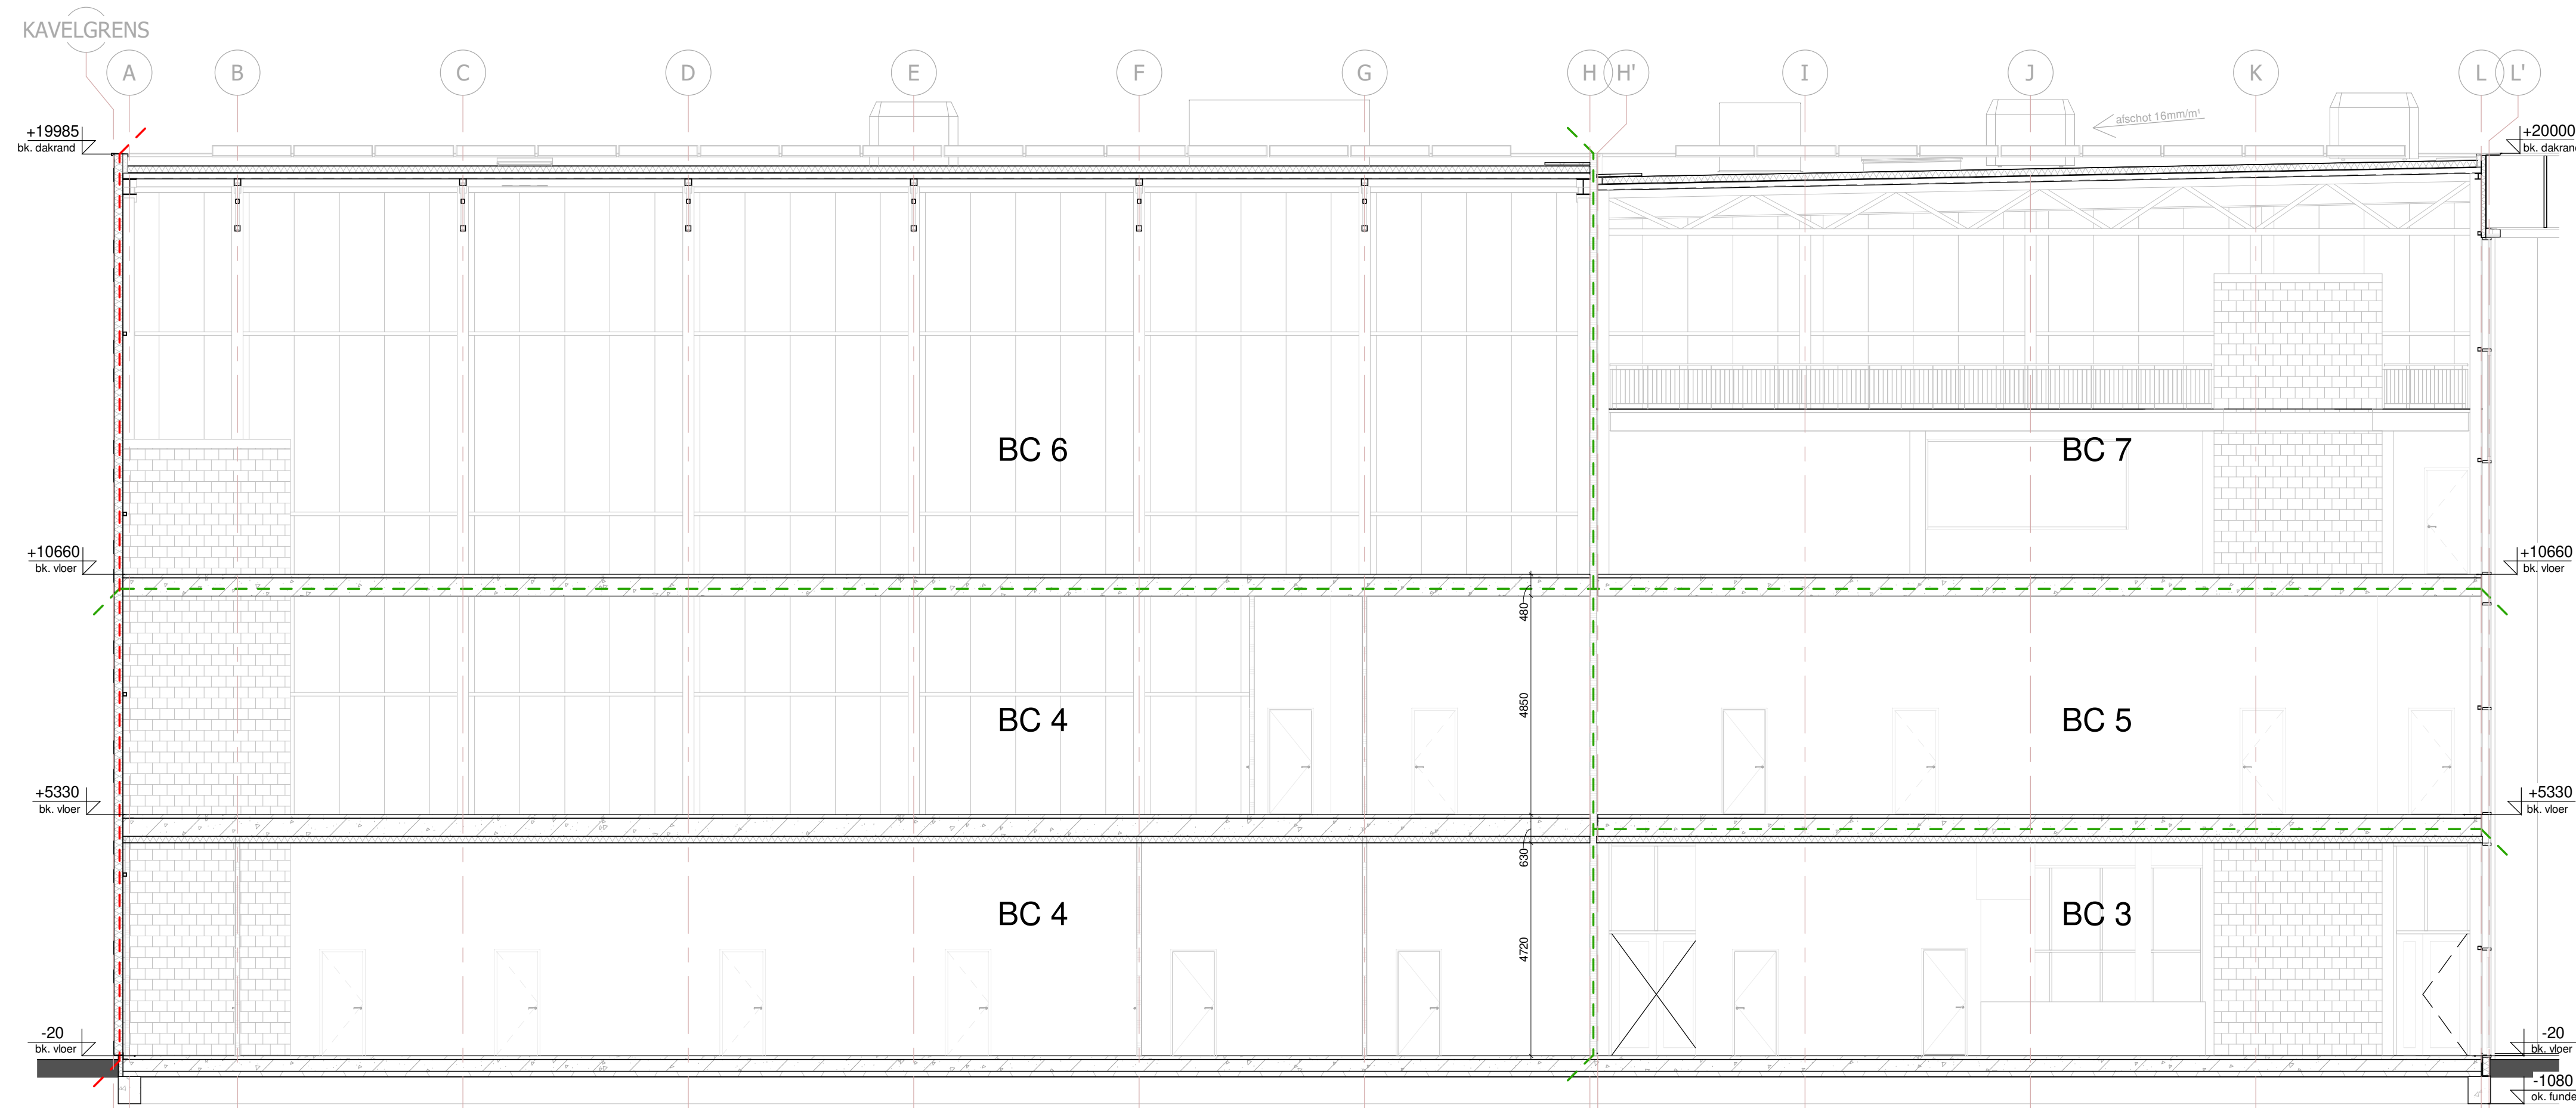 KAVELGRENS
A B C D E F G H H' I J K L L'
afschot 16mm/m¹
+19985
bk. dakrand
+20000
bk. dakrand
BC 6
BC 7
+10660
bk. vloer
+10660
bk. vloer
480
4850
BC 4
BC 5
+5330
bk. vloer
+5330
bk. vloer
630
4720
BC 4
BC 3
-20
bk. vloer
-20
bk. vloer
-1080
ok. funde